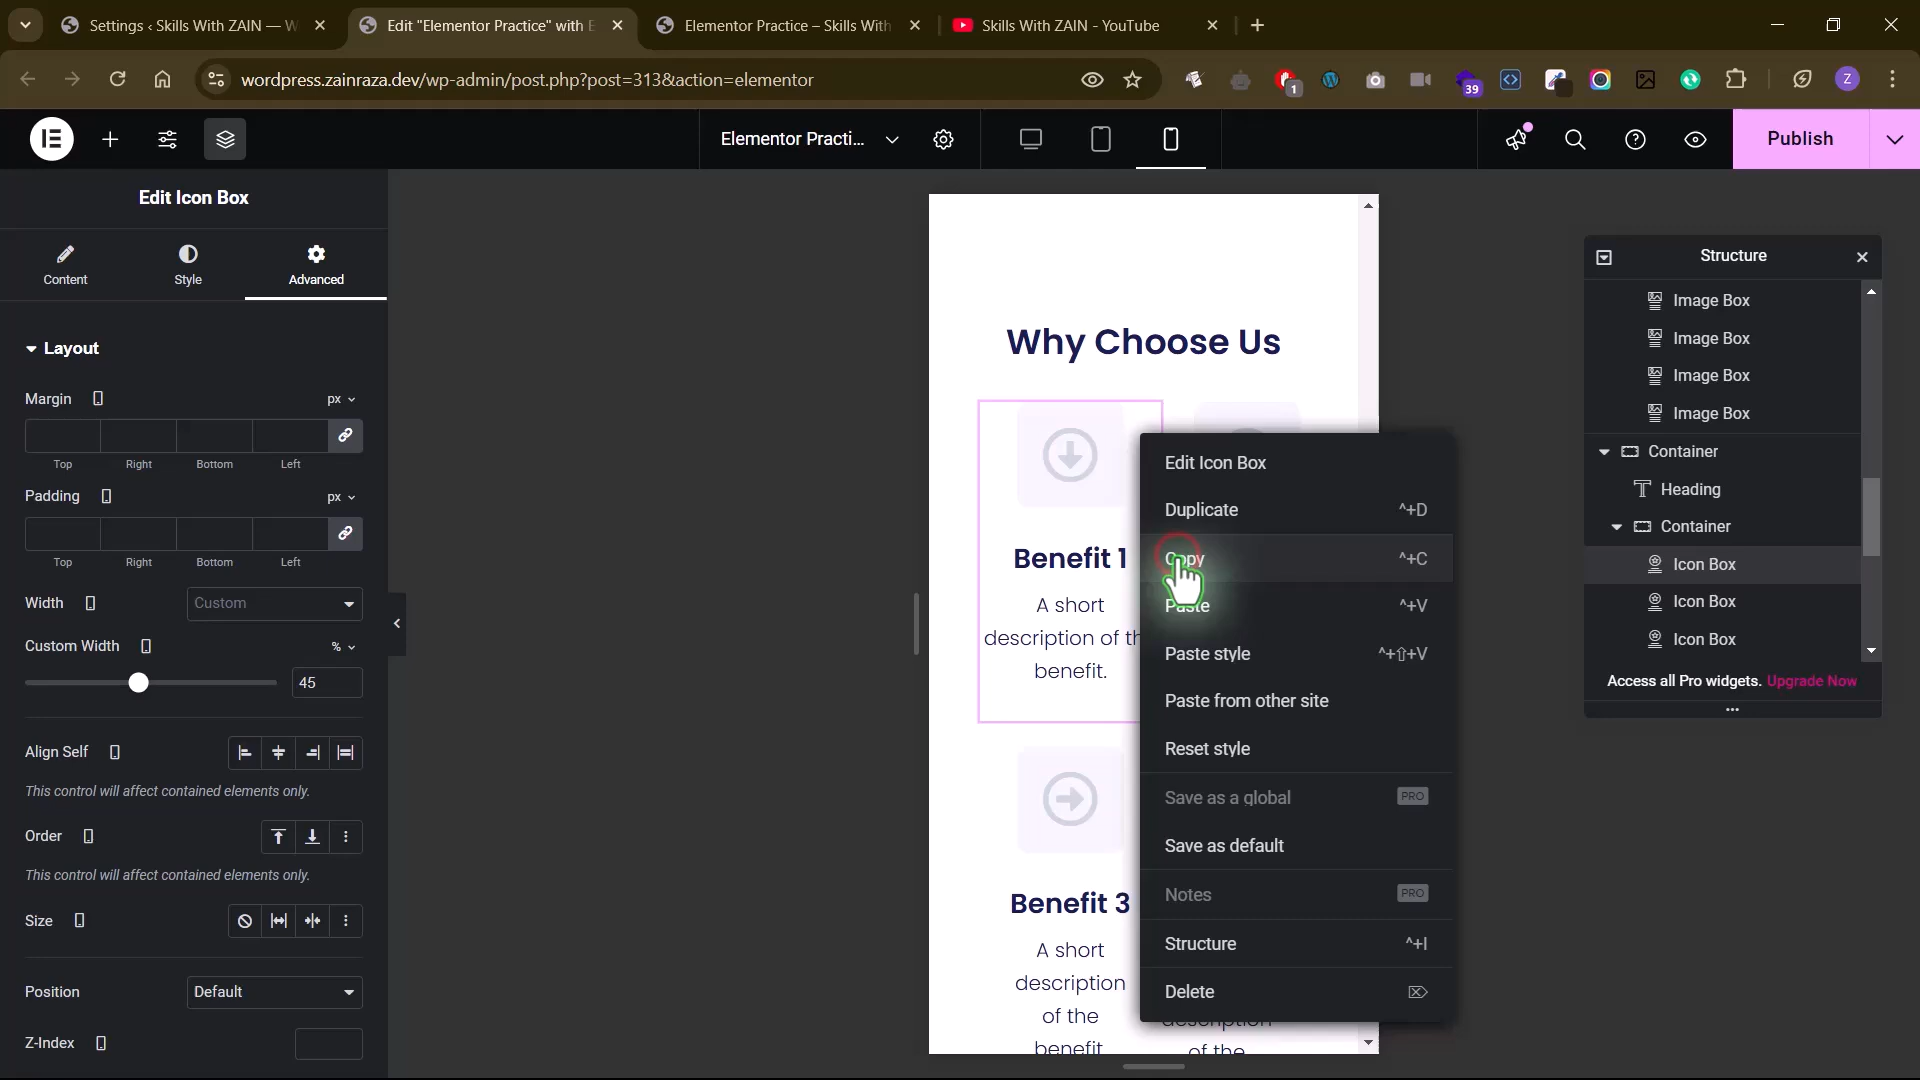 Settings ‹ Skills With ZAIN — W
Edit "Elementor Practice" with E
Elementor Practice – Skills With
Skills With ZAIN - YouTube
wordpress.zainraza.dev/wp-admin/post.php?post=313&action=elementor
1
39
Z
Elementor Practi...
Publish
Edit Icon Box
Content
Style
Advanced
Layout
Margin
px
Top
Right
Bottom
Left
Padding
px
Top
Right
Bottom
Left
Width
Custom
Custom Width
%
45
Align Self
This control will affect contained elements only.
Order
This control will affect contained elements only.
Size
Position
Default
Z-Index
Why Choose Us
Benefit 1
A short
description of th
benefit.
Benefit 3
A short
description
of the
benefit
description
of the
Edit Icon Box
Duplicate ^+D
Copy ^+C
Paste ^+V
Paste style ^+⇧+V
Paste from other site
Reset style
Save as a global PRO
Save as default
Notes PRO
Structure ^+I
Delete ⌦
Structure
Image Box
Image Box
Image Box
Image Box
Container
Heading
Container
Icon Box
Icon Box
Icon Box
Access all Pro widgets. Upgrade Now